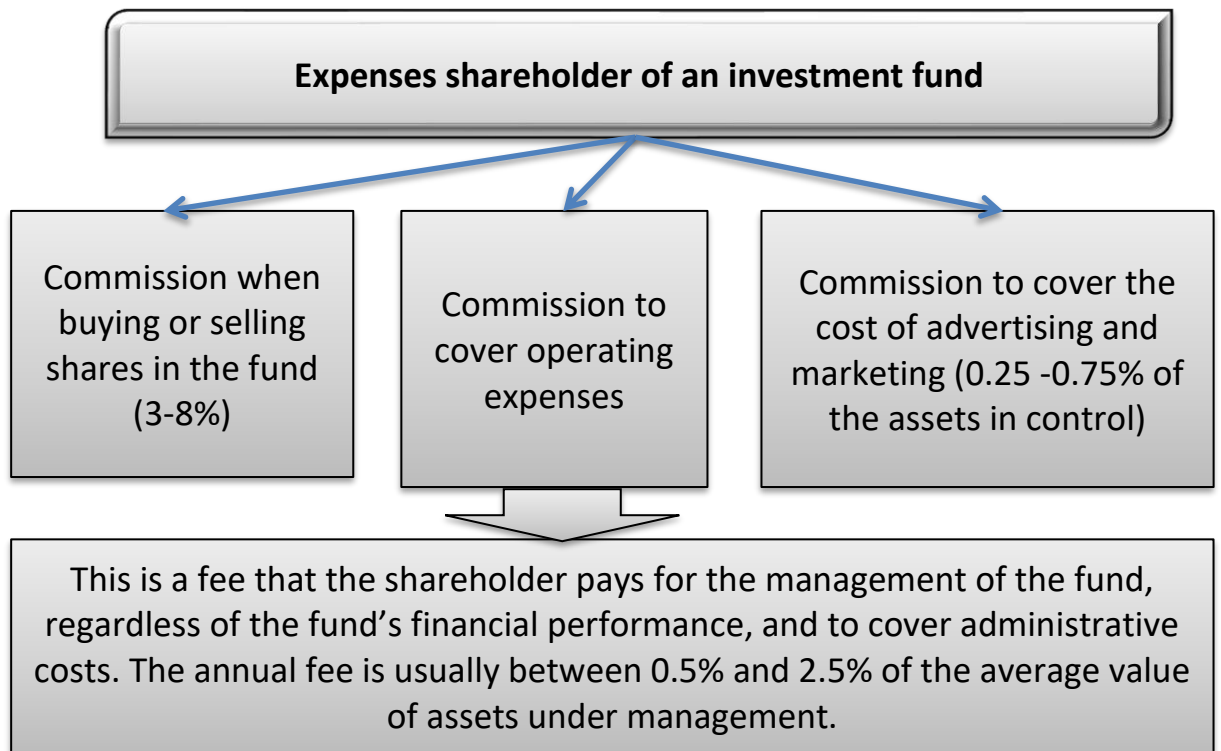 Expenses shareholder of an investment fund
Commission when
buying or selling
shares in the fund
(3-8%)
Commission to
cover operating
expenses
Commission to cover the
cost of advertising and
marketing (0.25 -0.75% of
the assets in control)
This is a fee that the shareholder pays for the management of the fund,
regardless of the fund’s financial performance, and to cover administrative
costs. The annual fee is usually between 0.5% and 2.5% of the average value
of assets under management.